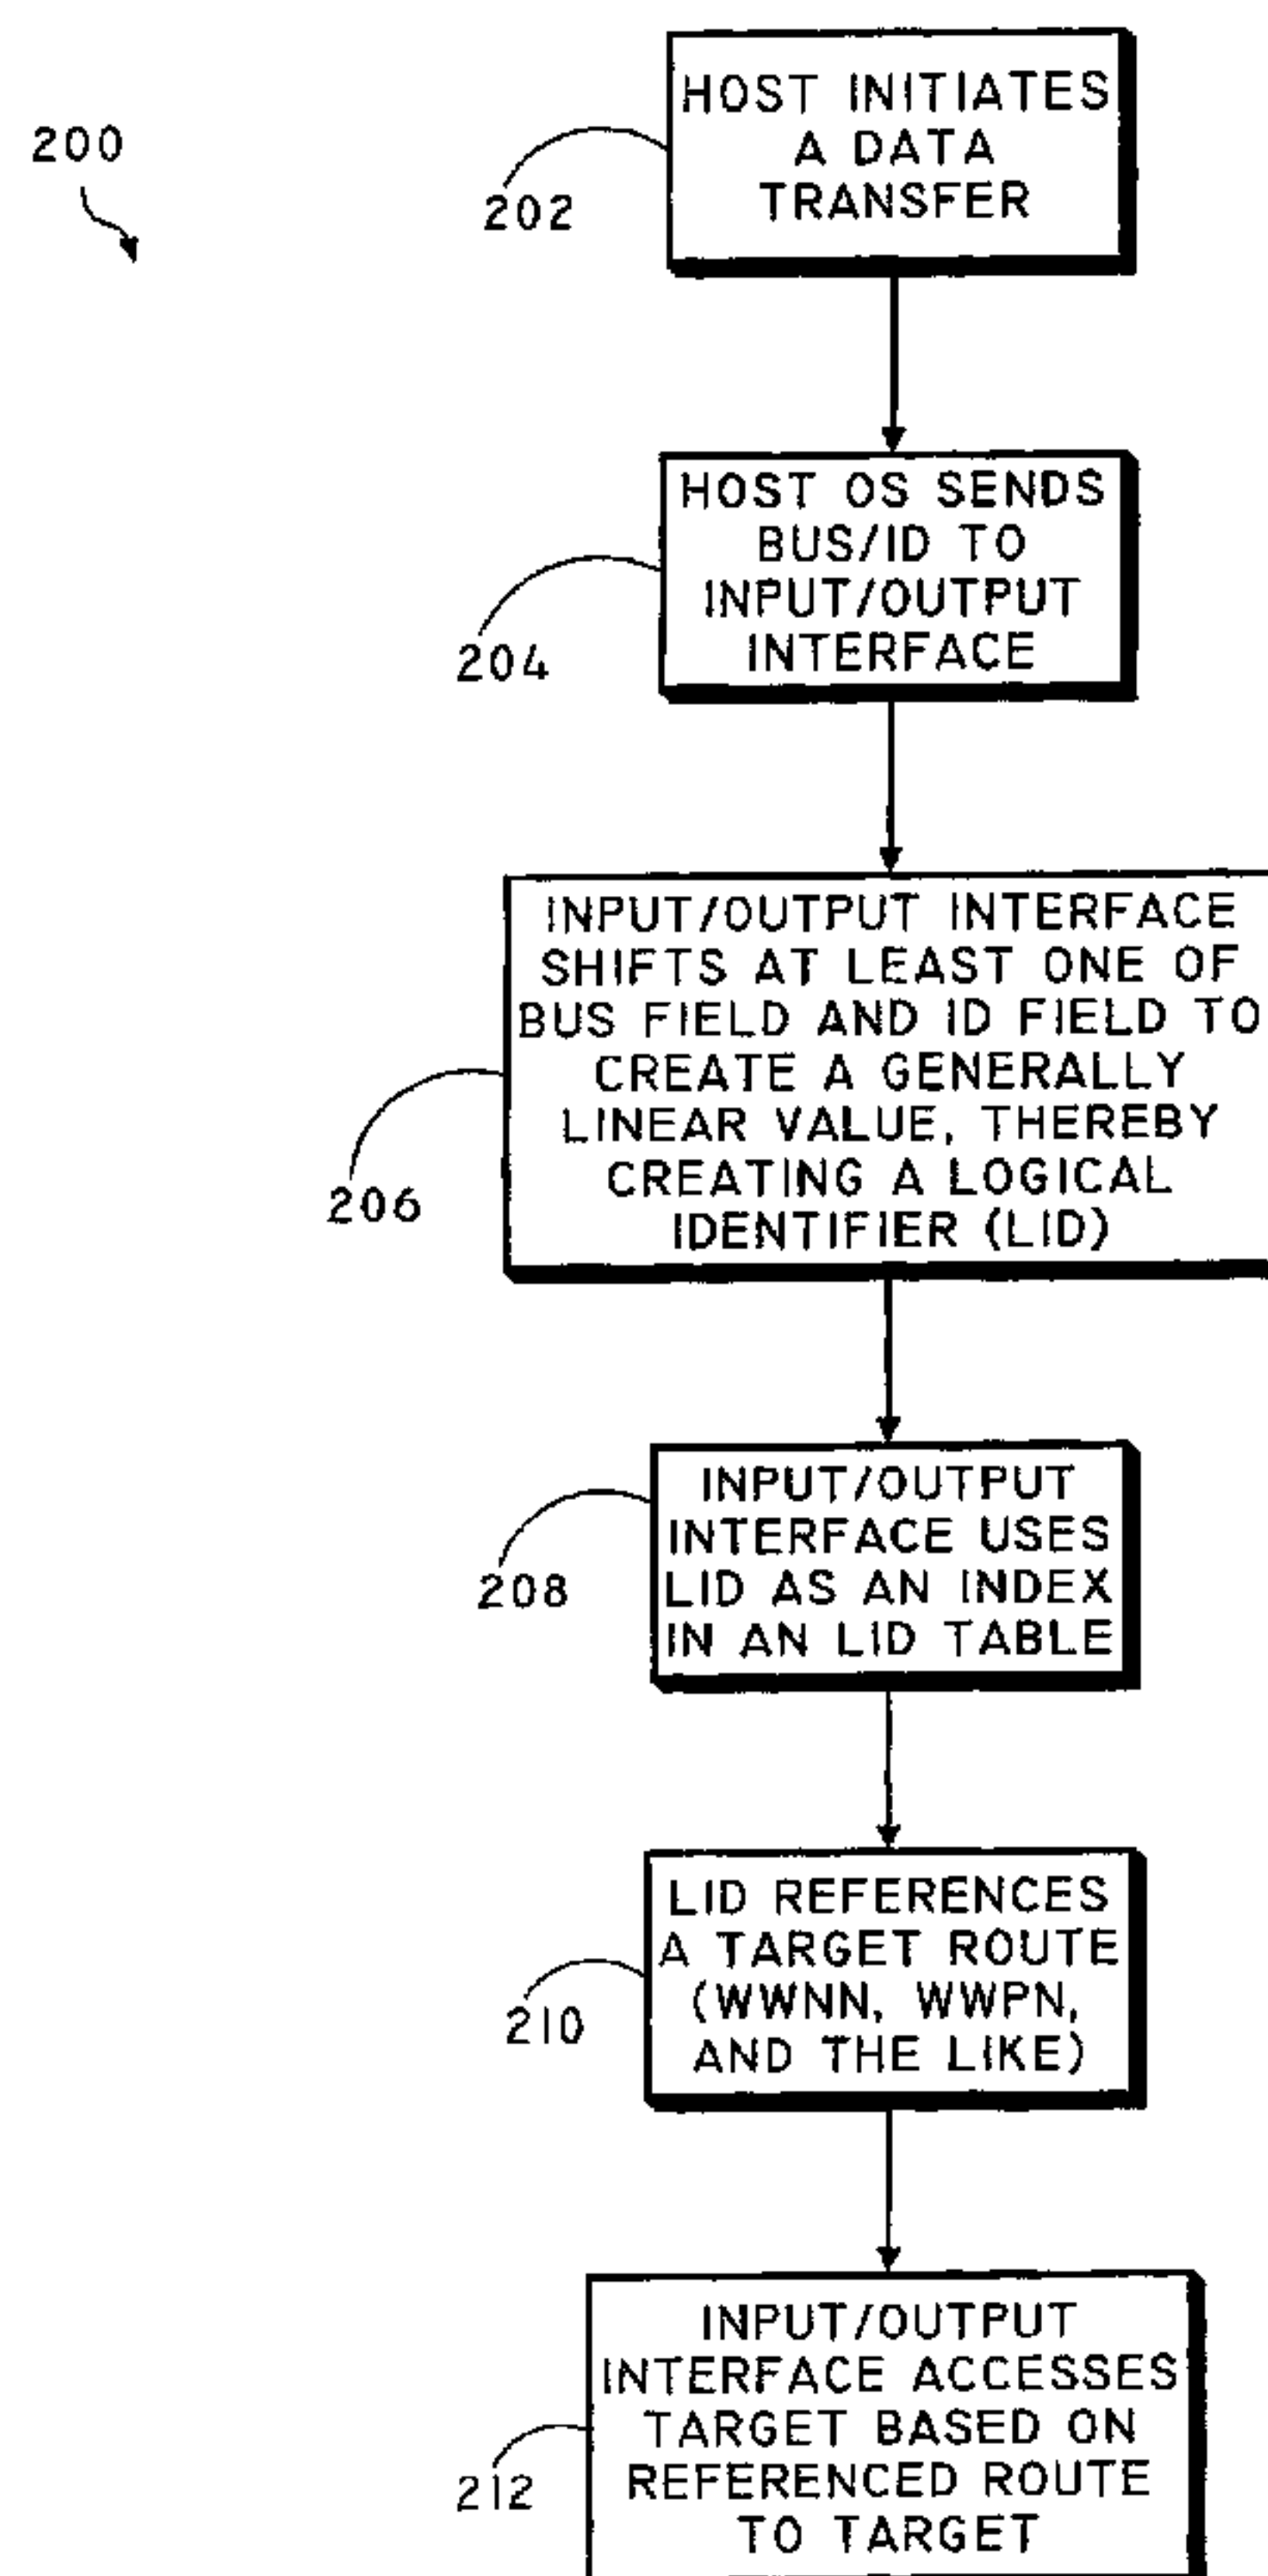 200
HOST INITIATES
A DATA
TRANSFER
202
HOST OS SENDS
BUS/ID TO
INPUT/OUTPUT
INTERFACE
204
INPUT/OUTPUT INTERFACE
SHIFTS AT LEAST ONE OF
BUS FIELD AND ID FIELD TO
CREATE A GENERALLY
LINEAR VALUE, THEREBY
CREATING A LOGICAL
IDENTIFIER (LID)
206
INPUT/OUTPUT
INTERFACE USES
LID AS AN INDEX
IN AN LID TABLE
208
LID REFERENCES
A TARGET ROUTE
(WWNN, WWPN,
AND THE LIKE)
210
INPUT/OUTPUT
INTERFACE ACCESSES
TARGET BASED ON
REFERENCED ROUTE
TO TARGET
212